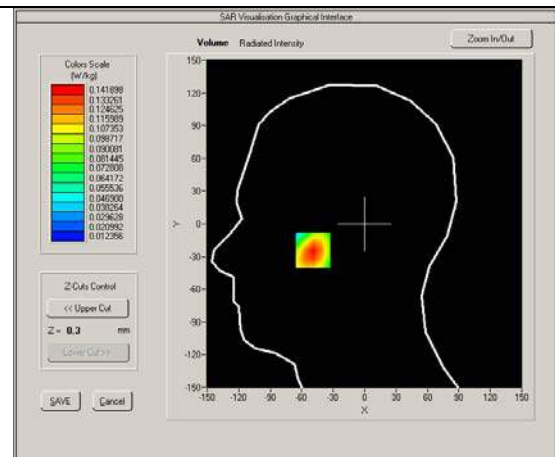 SAR Visualisation Graphical Interface
Volume Radiated Intensity
Zoom In/Out
Colors Scale
(W/kg)
0.141898
0.133261
0.124625
0.115989
0.107353
0.098717
0.090081
0.081445
0.072808
0.064172
0.055536
0.046900
0.038264
0.029628
0.020992
0.012356
Z-Cuts Control
<< Upper Cut
Z = 0.3 mm
Lower Cut >>
SAVE Cancel
150
120
90
60
30
0
-30
-60
-90
-120
-150
Y
-150 -120 -90 -60 -30 0 30 60 90 120 150
X